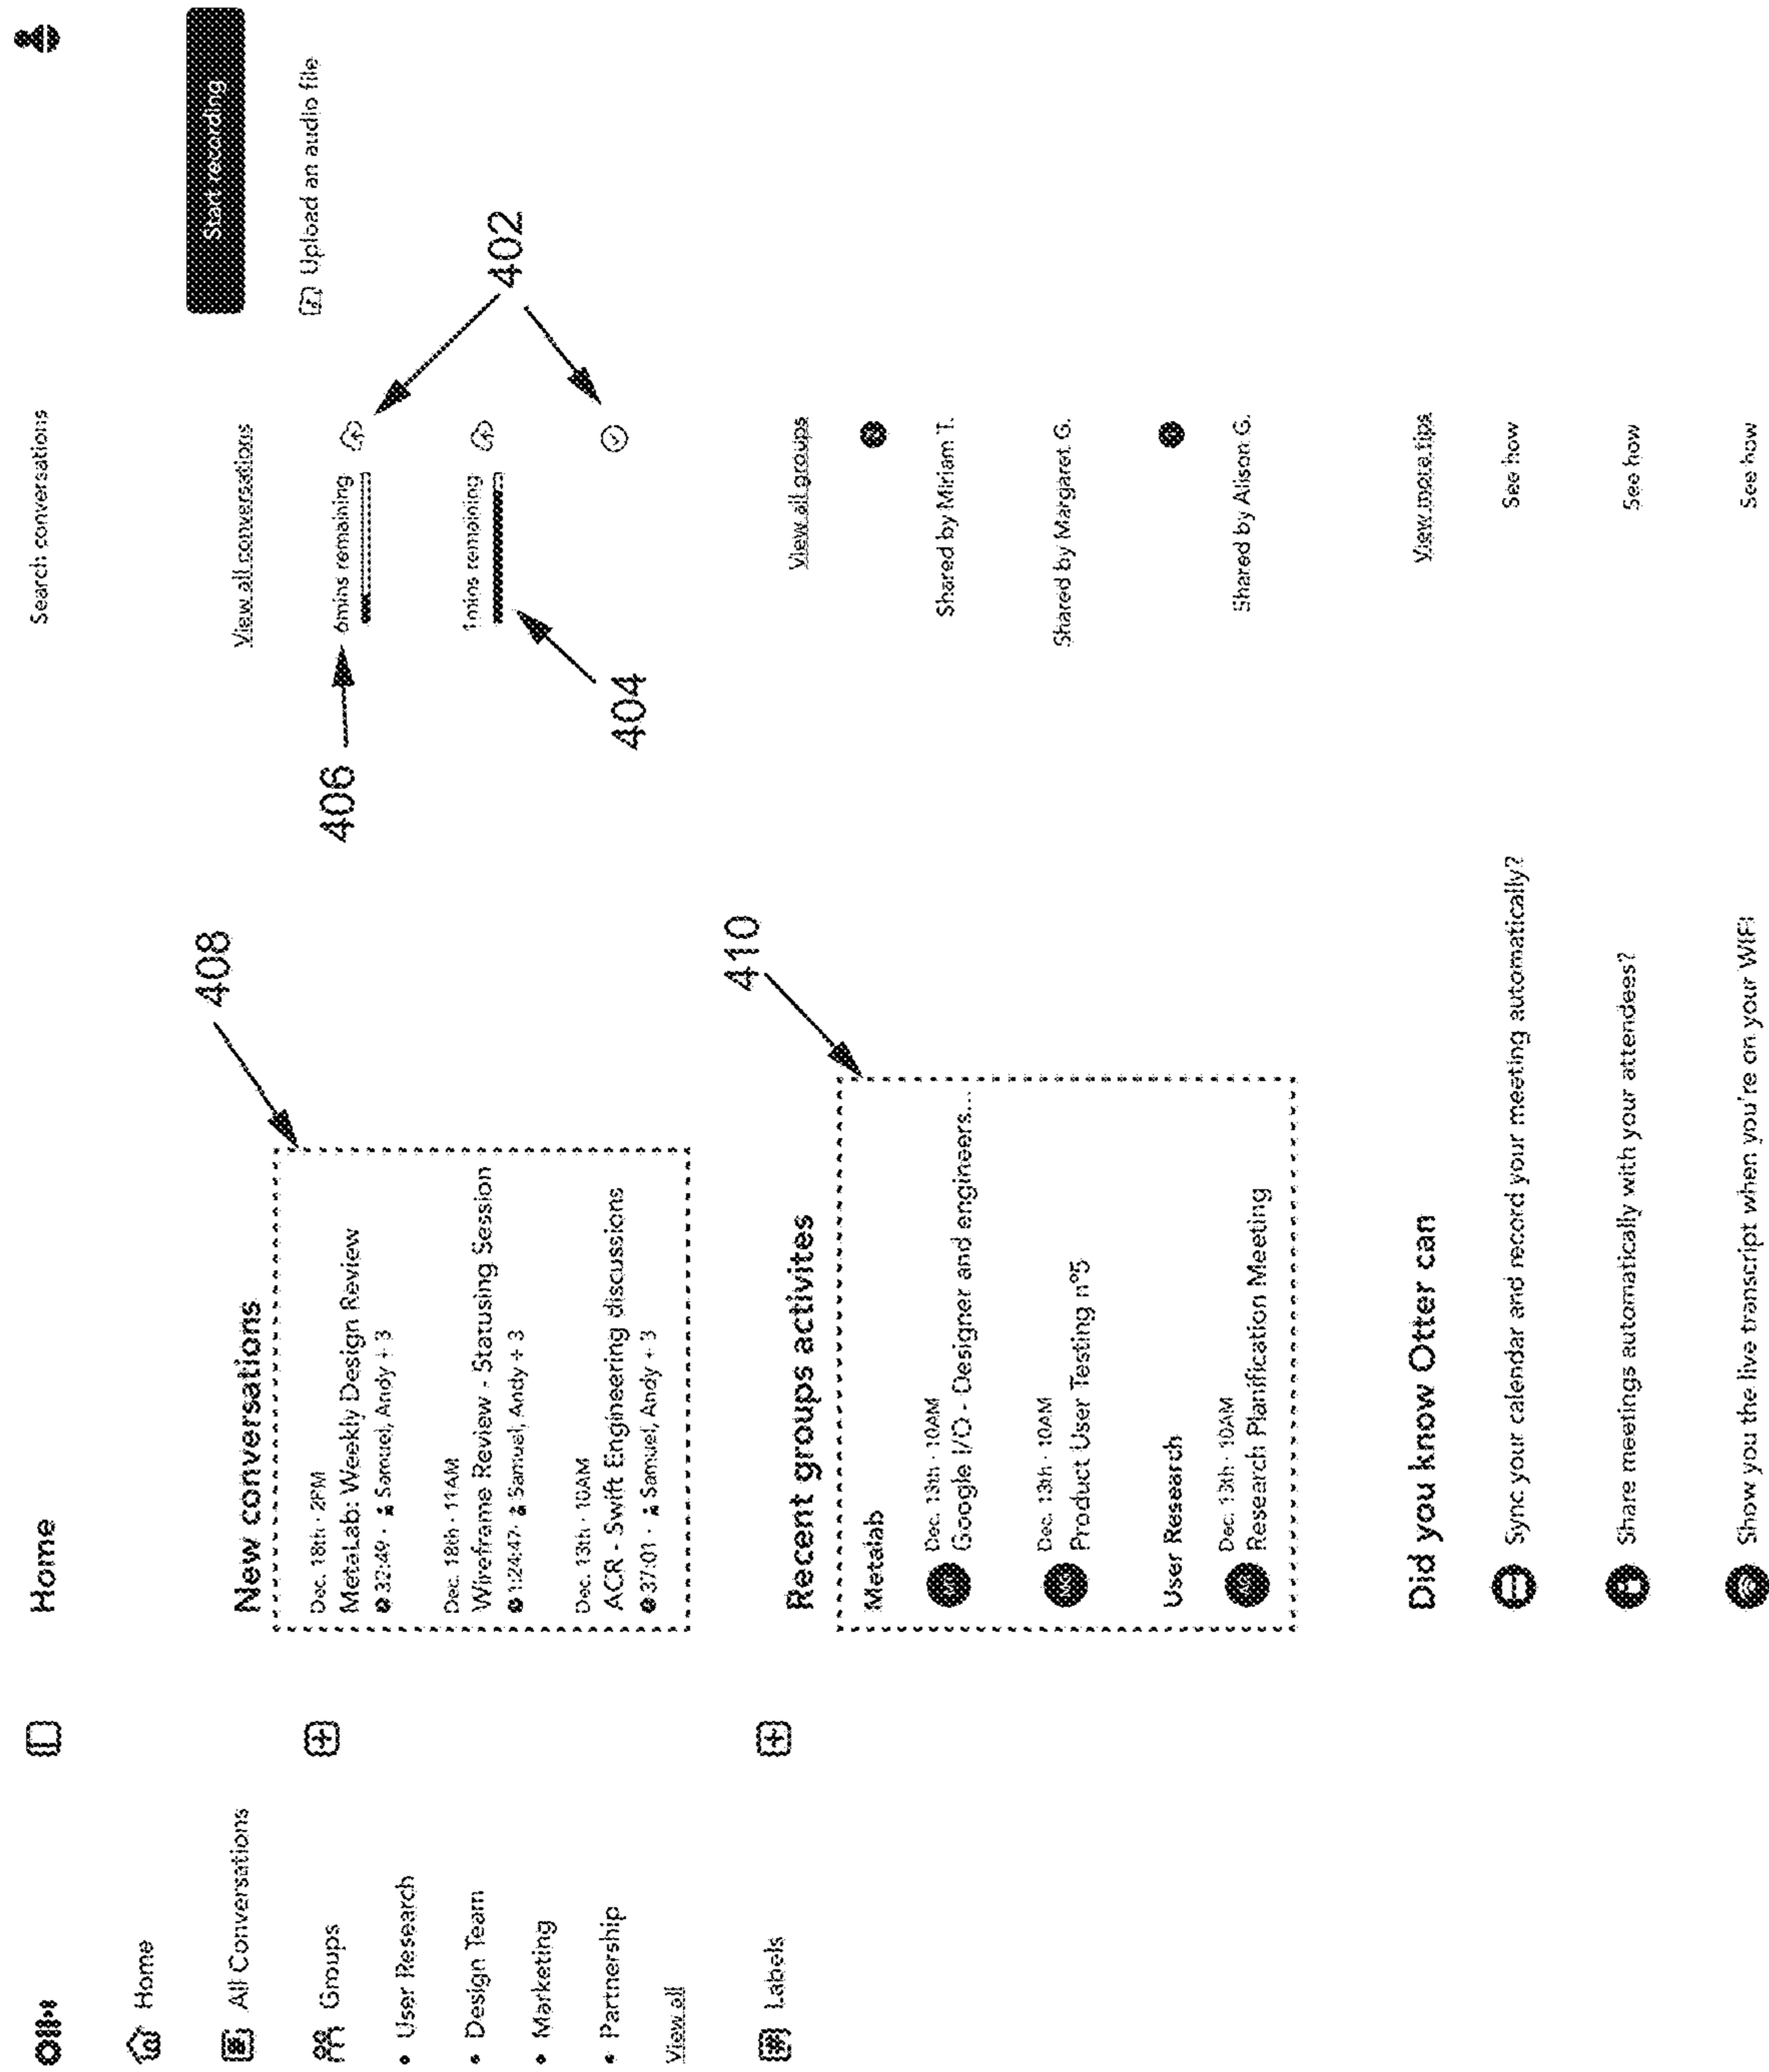 Home
Search conversations
Home
All Conversations
Groups
• User Research
• Design Team
• Marketing
• Partnership
View all
Labels
New conversations
View all conversations
408
Dec. 18th · 2PM
MetaLab: Weekly Design Review
32:49 · Samuel, Andy + 3
406
6mins remaining
Dec. 18th · 11AM
Wireframe Review - Statusing Session
1:24:47 · Samuel, Andy + 3
1mins remaining
404
402
Dec. 13th · 10AM
ACR - Swift Engineering discussions
37:01 · Samuel, Andy + 3
Start recording
Upload an audio file
Recent groups activites
View all groups
410
Metalab
Dec. 13th · 10AM
Google I/O - Designer and engineers...
Shared by Miriam T.
Dec. 13th · 10AM
Product User Testing nº5
Shared by Margaret G.
User Research
Dec. 13th · 10AM
Research Planification Meeting
Shared by Alison G.
Did you know Otter can
View more tips
Sync your calendar and record your meeting automatically?
See how
Share meetings automatically with your attendees?
See how
Show you the live transcript when you're on your WiFi
See how